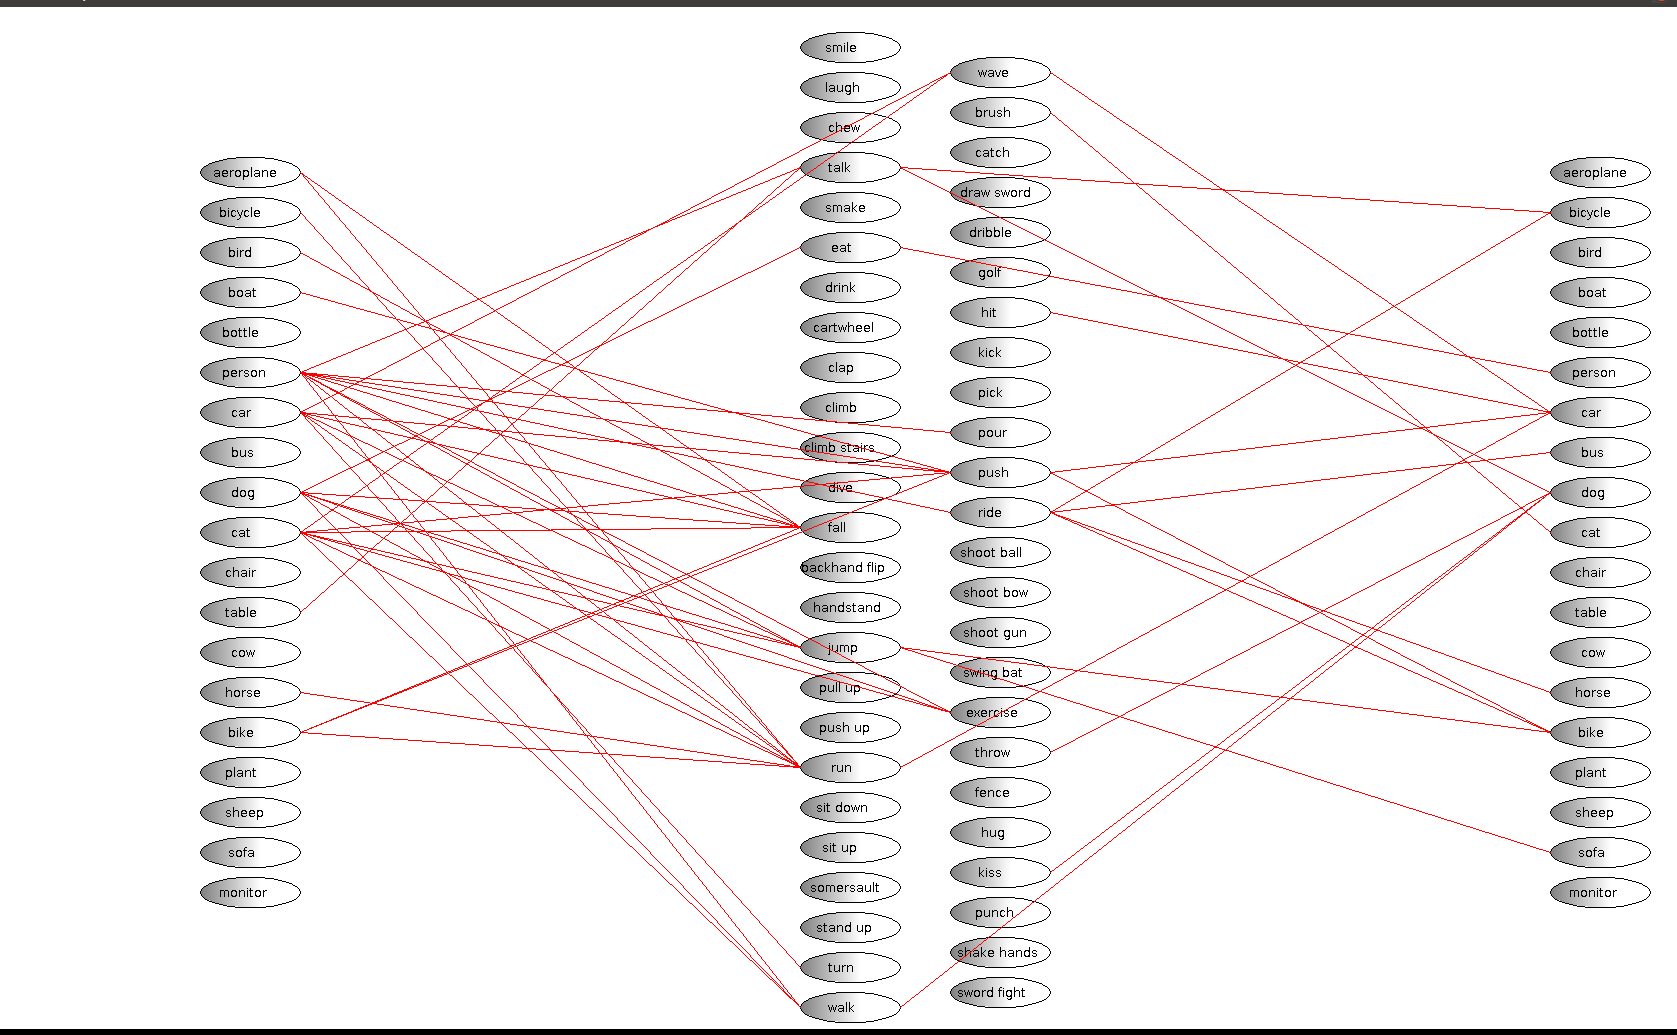 aeroplane
bicycle
bird
boat
bottle
person
car
bus
dog
cat
chair
table
cow
horse
bike
plant
sheep
sofa
monitor
smile
laugh
chew
talk
smake
eat
drink
cartwheel
clap
climb
climb stairs
dive
fall
backhand flip
handstand
jump
pull up
push up
run
sit down
sit up
somersault
stand up
turn
walk
wave
brush
catch
draw sword
dribble
golf
hit
kick
pick
pour
push
ride
shoot ball
shoot bow
shoot gun
swing bat
exercise
throw
fence
hug
kiss
punch
shake hands
sword fight
aeroplane
bicycle
bird
boat
bottle
person
car
bus
dog
cat
chair
table
cow
horse
bike
plant
sheep
sofa
monitor